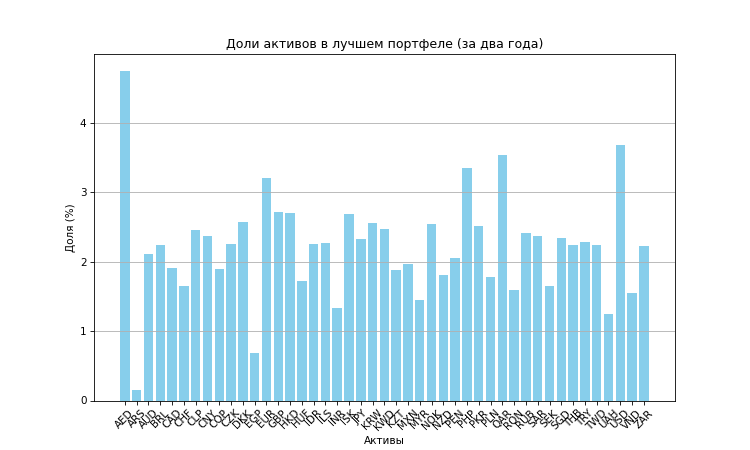 Доли активов в лучшем портфеле (за два года)
Доля (%)
4
3
2
1
0
AED
ARS
AUD
BRL
CAD
CHF
CLP
CNY
COP
CZK
DKK
EGP
EUR
GBP
HKD
HUF
IDR
ILS
INR
ISK
JPY
KRW
KWD
KZT
MXN
MYR
NOK
NZD
PEN
PHP
PKR
PLN
QAR
RON
RUB
SAR
SEK
SGD
THB
TRY
TWD
UAH
USD
VND
ZAR
Активы